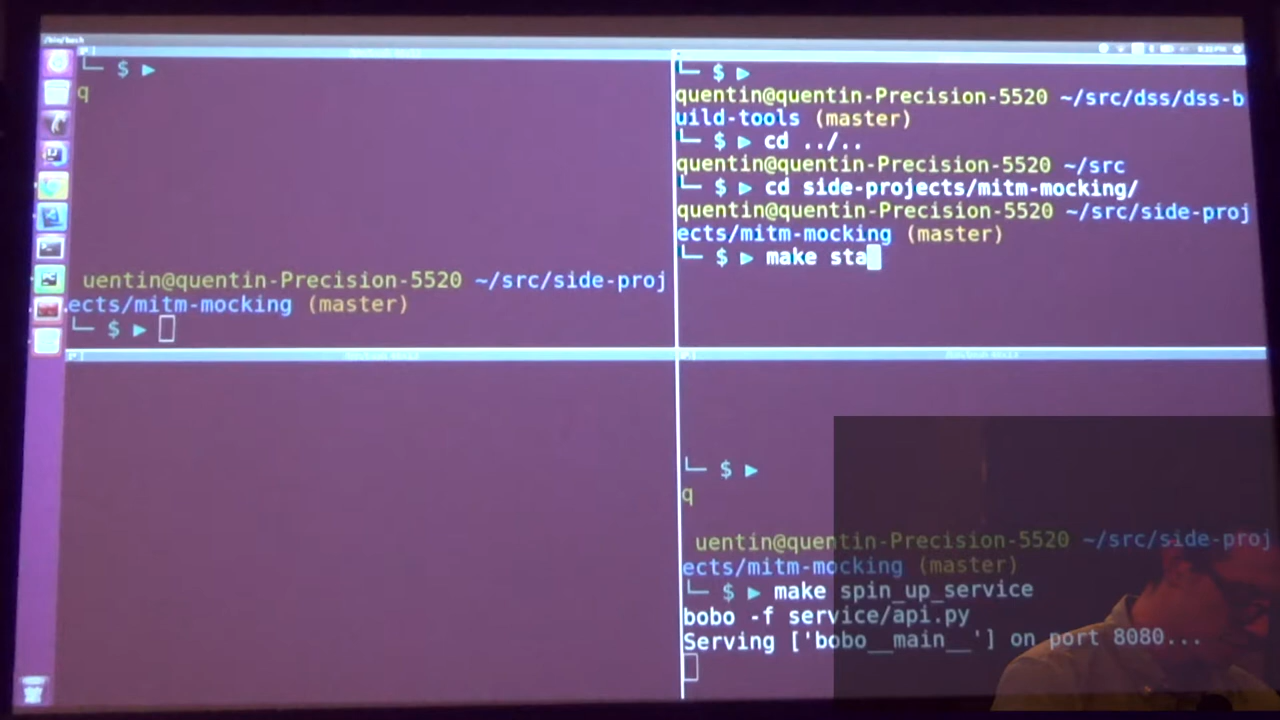 /bin/bash
└─ $ ▶
q
uentin@quentin-Precision-5520 ~/src/side-proj
ects/mitm-mocking (master)
└─ $ ▶
└─ $ ▶
quentin@quentin-Precision-5520 ~/src/dss/dss-b
uild-tools (master)
└─ $ ▶ cd ../..
quentin@quentin-Precision-5520 ~/src
└─ $ ▶ cd side-projects/mitm-mocking/
quentin@quentin-Precision-5520 ~/src/side-proj
ects/mitm-mocking (master)
└─ $ ▶ make sta
└─ $ ▶
q
uentin@quentin-Precision-5520 ~/src/side-proj
ects/mitm-mocking (master)
└─ $ ▶ make spin_up_service
bobo -f service/api.py
Serving ['bobo__main__'] on port 8080...